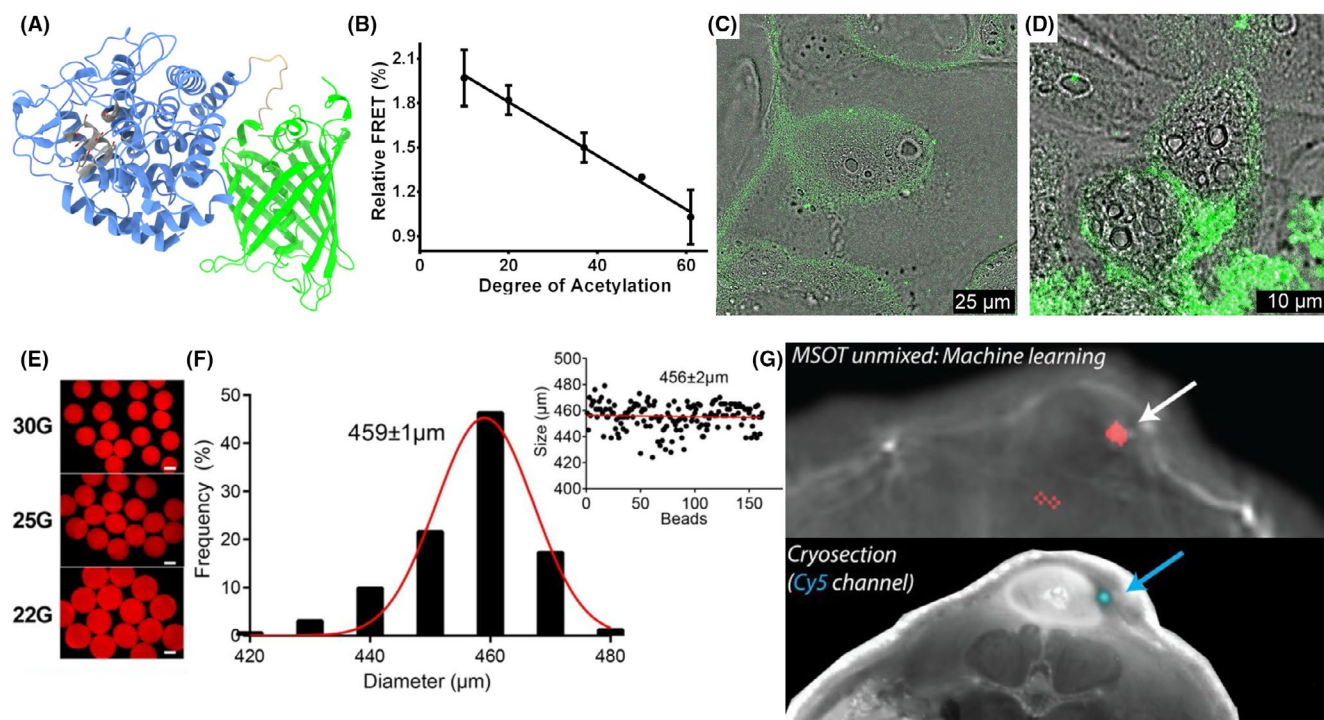 (A)
(B)
Relative FRET (%)
2.1
1.8
1.5
1.2
0.9
0
20
40
60
Degree of Acetylation
(C)
25 µm
(D)
10 µm
(E)
30G
25G
22G
(F)
Frequency (%)
50
40
30
20
10
0
459±1µm
420
440
460
480
Diameter (µm)
Size (µm)
500
480
460
440
420
400
456±2µm
0
50
100
150
Beads
(G)
MSOT unmixed: Machine learning
Cryosection
(Cy5 channel)